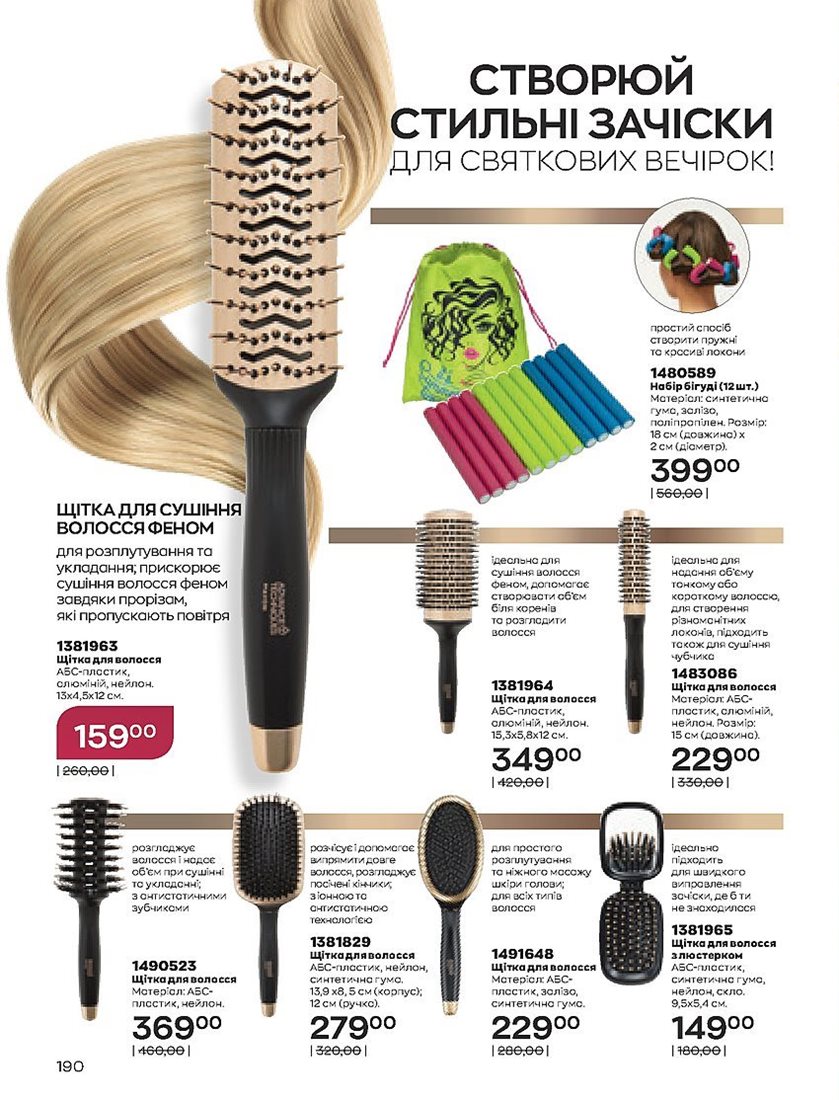 СТВОРЮЙ
СТИЛЬНІ ЗАЧІСКИ
ДЛЯ СВЯТКОВИХ ВЕЧІРОК!
простий спосіб
створити пружні
та красиві локони
1480589
Набір бігуді (12 шт.)
Матеріал: синтетична
гума, залізо,
поліпропілен. Розмір:
18 см (довжина) х
2 см (діаметр).
399⁰⁰
| 560,00 |
ЩІТКА ДЛЯ СУШІННЯ
ВОЛОССЯ ФЕНОМ
для розплутування та
укладання; прискорює
сушіння волосся феном
завдяки прорізам,
які пропускають повітря
1381963
Щітка для волосся
АБС-пластик,
алюміній, нейлон.
13х4,5х12 см.
159⁰⁰
| 260,00 |
ADVANCE
TECHNIQUES
ідеальна для
сушіння волосся
феном, допомагає
створювати об'єм
біля коренів
та розгладити
волосся
1381964
Щітка для волосся
АБС-пластик,
алюміній, нейлон.
15,3х5,8х12 см.
349⁰⁰
| 420,00 |
ідеальна для
надання об'єму
тонкому або
короткому волоссю,
для створення
різноманітних
локонів, підходить
також для сушіння
чубчика
1483086
Щітка для волосся
Матеріал: АБС-
пластик, алюміній,
нейлон. Розмір:
15 см (довжина).
229⁰⁰
| 330,00 |
розгладжує
волосся і надає
об'єм при сушінні
та укладанні;
з антистатичними
зубчиками
1490523
Щітка для волосся
Матеріал: АБС-
пластик, нейлон.
369⁰⁰
| 460,00 |
розчісує і допомагає
випрямити довге
волосся, розгладжує
посічені кінчики;
з іонною та
антистатичною
технологією
1381829
Щітка для волосся
АБС-пластик, нейлон,
синтетична гума.
13,9 х8, 5 см (корпус);
12 см (ручка).
279⁰⁰
| 320,00 |
для простого
розплутування
та ніжного масажу
шкіри голови;
для всіх типів
волосся
1491648
Щітка для волосся
Матеріал: АБС-
пластик, залізо,
синтетична гума.
229⁰⁰
| 280,00 |
ідеально
підходить
для швидкого
виправлення
зачіски, де б ти
не знаходилася
1381965
Щітка для волосся
з люстерком
АБС-пластик,
синтетична гума,
нейлон, скло.
9,5х5,4 см.
149⁰⁰
| 180,00 |
190